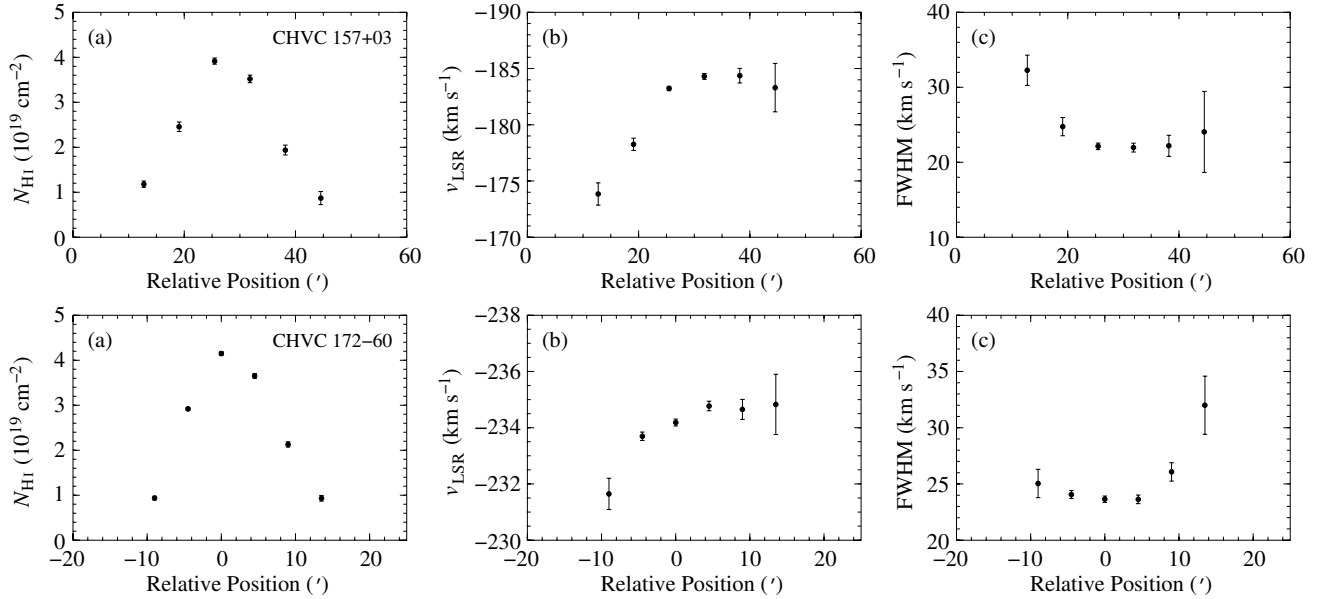 (a) CHVC 157+03
5
4
3
2
1
0
N_HI (10^19 cm^−2)
0 20 40 60
Relative Position (′)
(b)
−190
−185
−180
−175
−170
v_LSR (km s^−1)
0 20 40 60
Relative Position (′)
(c)
40
30
20
10
FWHM (km s^−1)
0 20 40 60
Relative Position (′)
(a) CHVC 172−60
5
4
3
2
1
0
N_HI (10^19 cm^−2)
−20 −10 0 10 20
Relative Position (′)
(b)
−238
−236
−234
−232
−230
v_LSR (km s^−1)
−20 −10 0 10 20
Relative Position (′)
(c)
40
35
30
25
20
FWHM (km s^−1)
−20 −10 0 10 20
Relative Position (′)